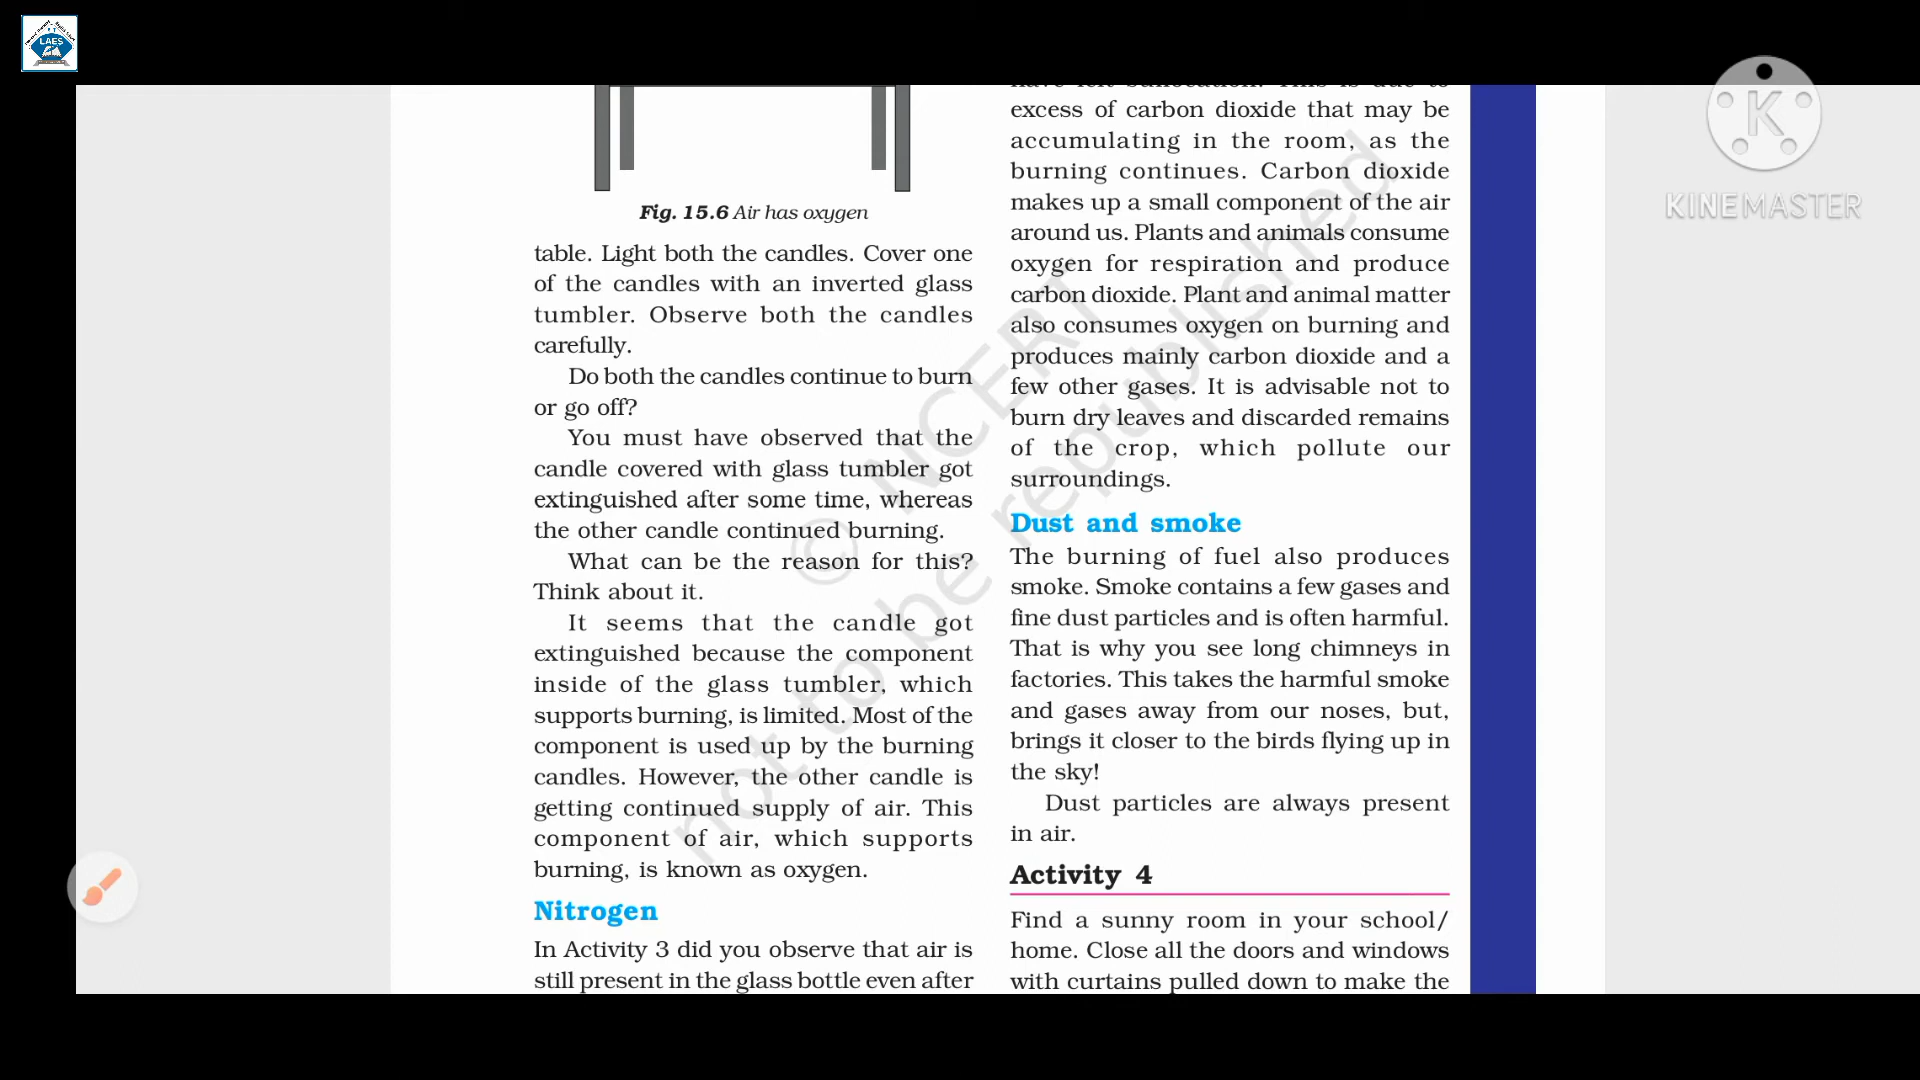 LAES
KINEMASTER
Fig. 15.6 Air has oxygen
table. Light both the candles. Cover one
of the candles with an inverted glass
tumbler. Observe both the candles
carefully.
Do both the candles continue to burn
or go off?
You must have observed that the
candle covered with glass tumbler got
extinguished after some time, whereas
the other candle continued burning.
What can be the reason for this?
Think about it.
It seems that the candle got
extinguished because the component
inside of the glass tumbler, which
supports burning, is limited. Most of the
component is used up by the burning
candles. However, the other candle is
getting continued supply of air. This
component of air, which supports
burning, is known as oxygen.
Nitrogen
In Activity 3 did you observe that air is
still present in the glass bottle even after
excess of carbon dioxide that may be
accumulating in the room, as the
burning continues. Carbon dioxide
makes up a small component of the air
around us. Plants and animals consume
oxygen for respiration and produce
carbon dioxide. Plant and animal matter
also consumes oxygen on burning and
produces mainly carbon dioxide and a
few other gases. It is advisable not to
burn dry leaves and discarded remains
of the crop, which pollute our
surroundings.
Dust and smoke
The burning of fuel also produces
smoke. Smoke contains a few gases and
fine dust particles and is often harmful.
That is why you see long chimneys in
factories. This takes the harmful smoke
and gases away from our noses, but,
brings it closer to the birds flying up in
the sky!
Dust particles are always present
in air.
Activity 4
Find a sunny room in your school/
home. Close all the doors and windows
with curtains pulled down to make the
© NCERT
not to be republished
K